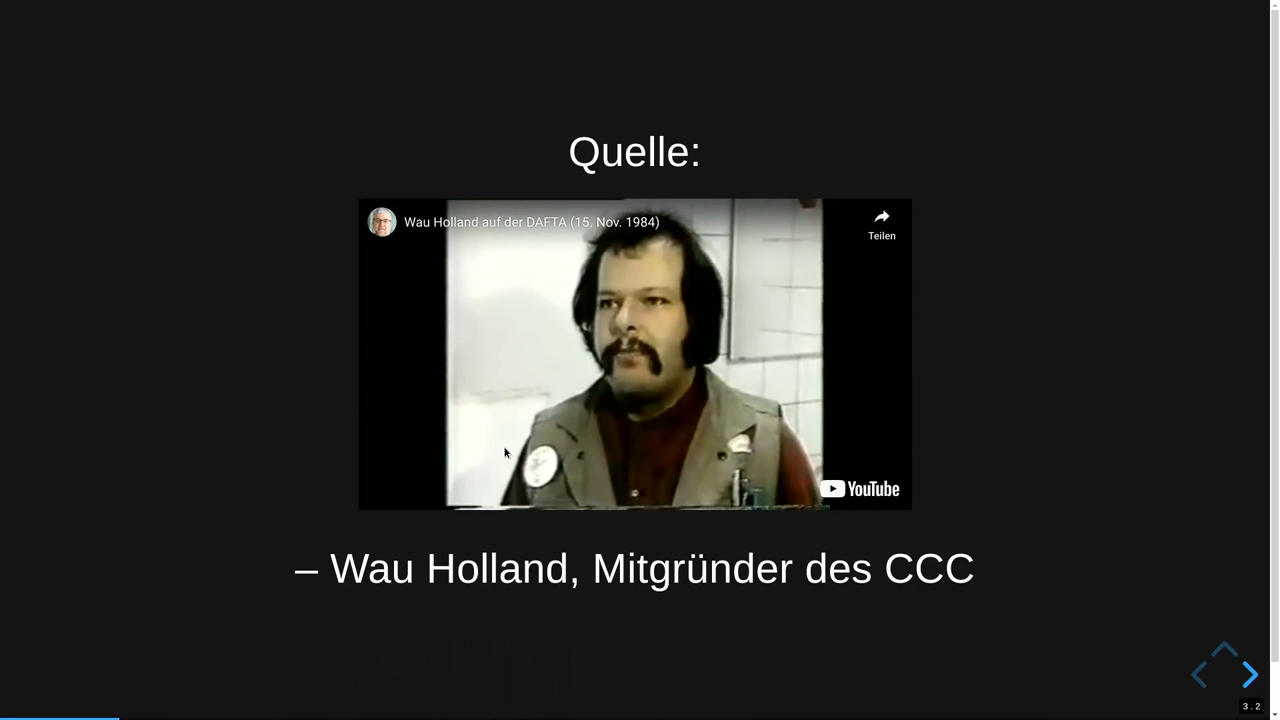 Quelle:
Wau Holland auf der DAFTA (15. Nov. 1984)
Teilen
YouTube
– Wau Holland, Mitgründer des CCC
3.2